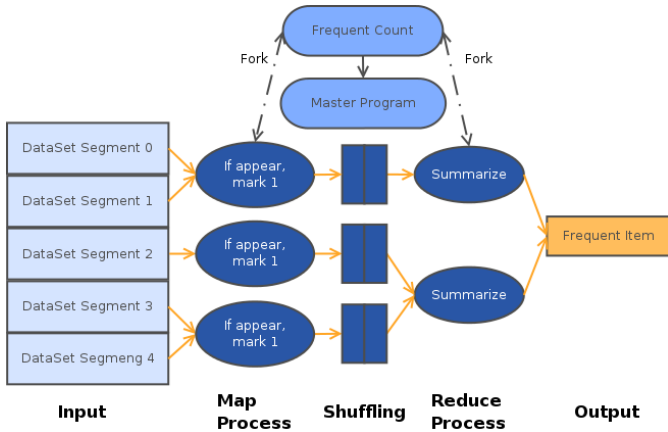 Frequent Count
Fork
Fork
Master Program
DataSet Segment 0
DataSet Segment 1
DataSet Segment 2
DataSet Segment 3
DataSet Segmeng 4
If appear,
mark 1
If appear,
mark 1
If appear,
mark 1
Summarize
Summarize
Frequent Item
Input
Map
Process
Shuffling
Reduce
Process
Output